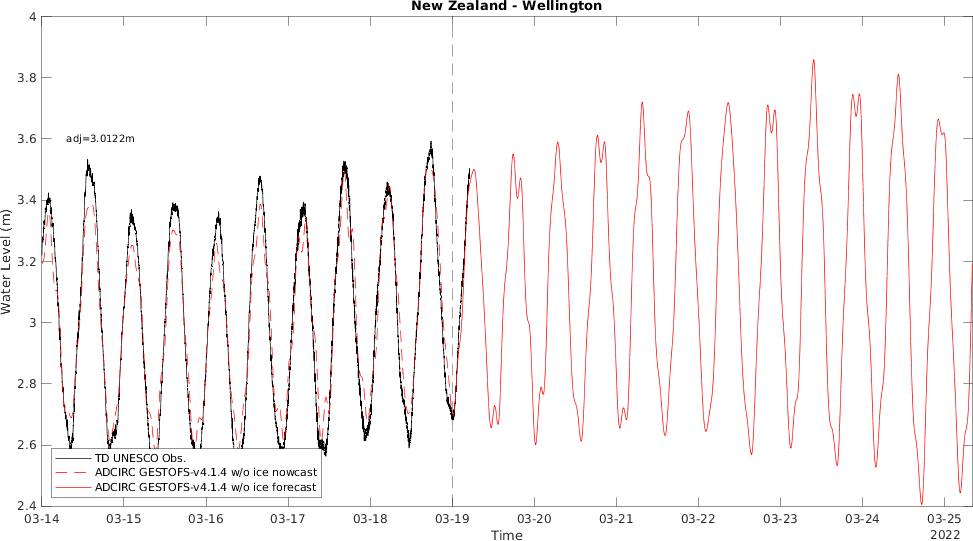 New Zealand - Wellington
4
3.8
3.6
3.4
3.2
3
2.8
2.6
2.4
Water Level (m)
adj=3.0122m
TD UNESCO Obs.
ADCIRC GESTOFS-v4.1.4 w/o ice nowcast
ADCIRC GESTOFS-v4.1.4 w/o ice forecast
03-14 03-15 03-16 03-17 03-18 03-19 03-20 03-21 03-22 03-23 03-24 03-25
Time
2022